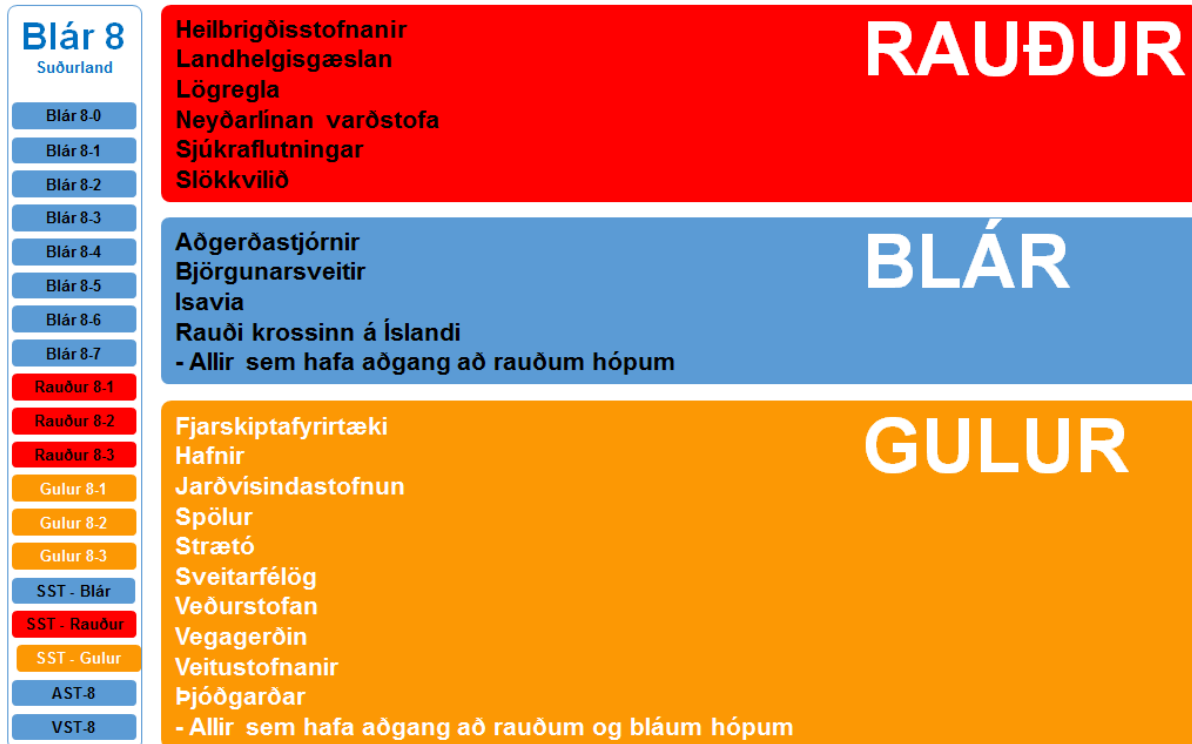 Blár 8
Suðurland
Blár 8-0
Blár 8-1
Blár 8-2
Blár 8-3
Blár 8-4
Blár 8-5
Blár 8-6
Blár 8-7
Rauður 8-1
Rauður 8-2
Rauður 8-3
Gulur 8-1
Gulur 8-2
Gulur 8-3
SST - Blár
SST - Rauður
SST - Gulur
AST-8
VST-8
RAUÐUR
Heilbrigðisstofnanir
Landhelgisgæslan
Lögregla
Neyðarlínan varðstofa
Sjúkraflutningar
Slökkvilið
BLÁR
Aðgerðastjórnir
Björgunarsveitir
Isavia
Rauði krossinn á Íslandi
- Allir sem hafa aðgang að rauðum hópum
GULUR
Fjarskiptafyrirtæki
Hafnir
Jarðvísindastofnun
Spölur
Strætó
Sveitarfélög
Veðurstofan
Vegagerðin
Veitustofnanir
Þjóðgarðar
- Allir sem hafa aðgang að rauðum og bláum hópum